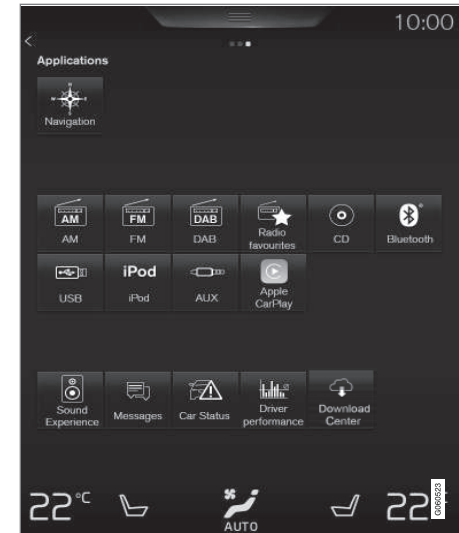 10:00
Applications
Navigation
AM FM DAB
AM FM DAB Radio favourites CD Bluetooth
iPod
USB iPod AUX Apple CarPlay
Sound Experience Messages Car Status Driver performance Download Center
22°C 22°
AUTO
G060523